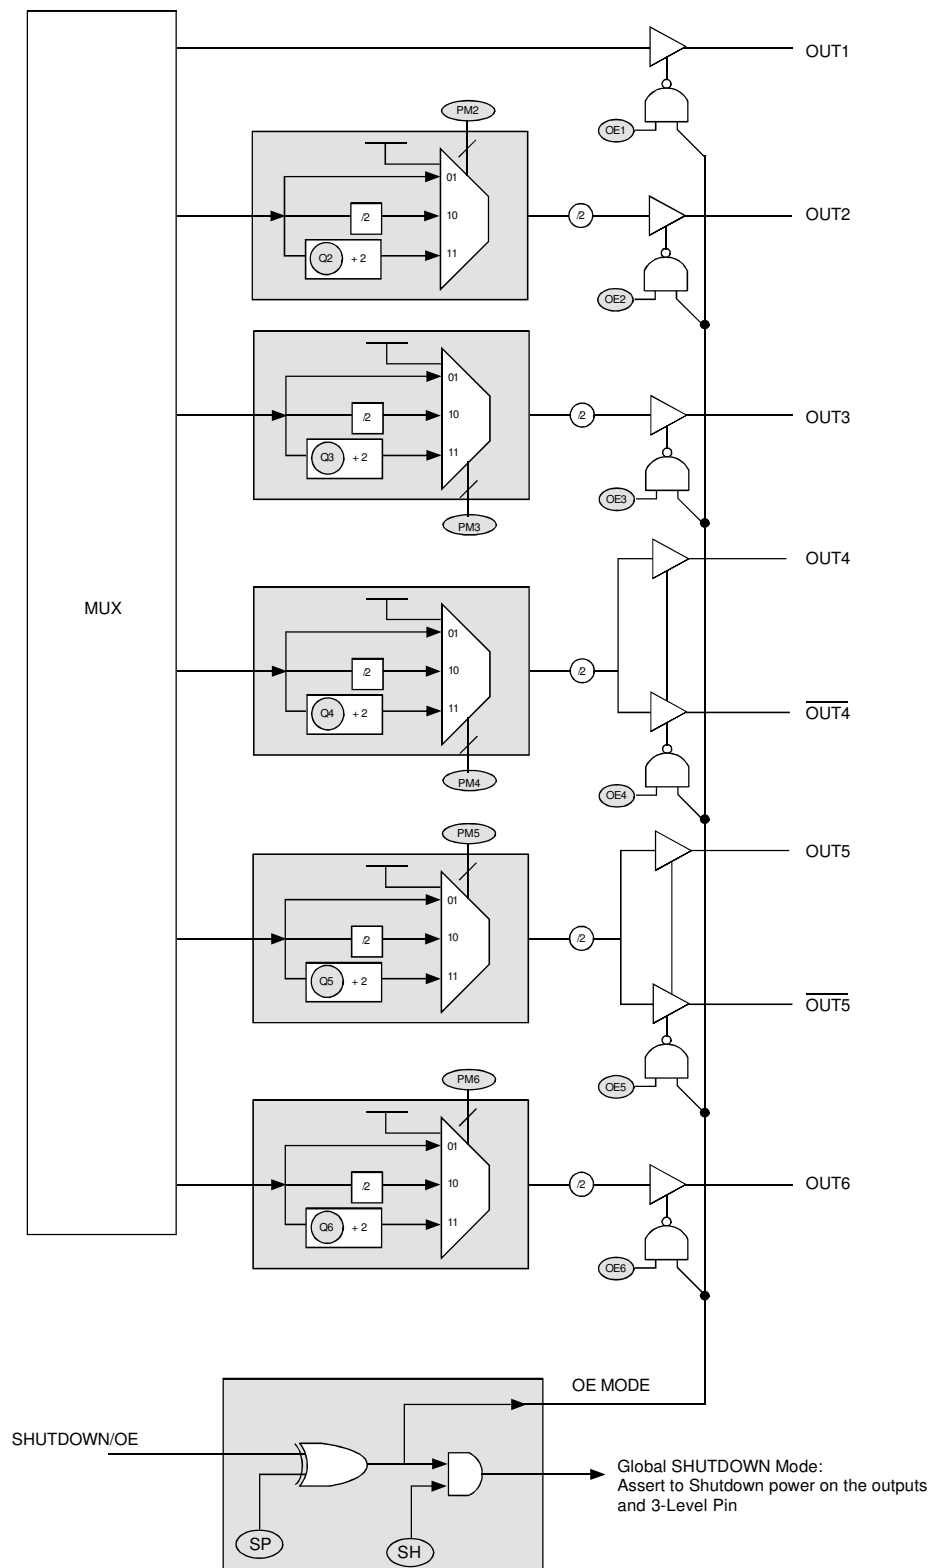 OUT1
PM2
OE1
01
/2
10
/2
OUT2
Q2 + 2
11
OE2
01
/2
10
/2
OUT3
Q3 + 2
11
OE3
PM3
OUT4
MUX
01
/2
10
/2
Q4 + 2
11
OUT4
PM4
OE4
PM5
OUT5
01
/2
10
/2
Q5 + 2
11
OUT5
PM6
OE5
01
/2
10
/2
OUT6
Q6 + 2
11
OE6
OE MODE
SHUTDOWN/OE
Global SHUTDOWN Mode:
Assert to Shutdown power on the outputs
and 3-Level Pin
SP
SH